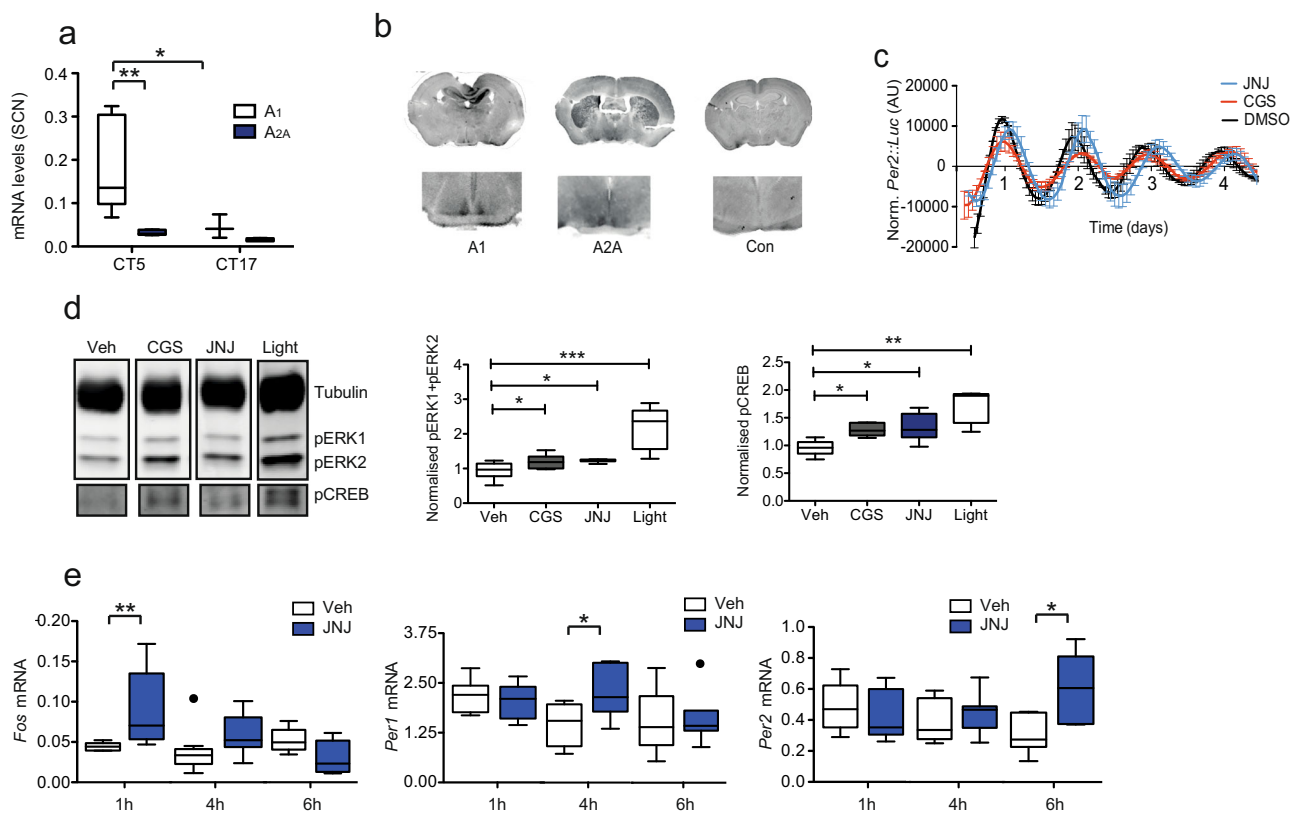 a
mRNA levels (SCN)
0.4
0.3
0.2
0.1
0.0
*
**
A1
A2A
CT5
CT17
b
A1
A2A
Con
c
Norm. Per2::Luc (AU)
20000
10000
0
-10000
-20000
1
2
3
4
Time (days)
JNJ
CGS
DMSO
d
Veh
CGS
JNJ
Light
Tubulin
pERK1
pERK2
pCREB
Normalised pERK1+pERK2
4
3
2
1
0
***
*
*
Veh
CGS
JNJ
Light
Normalised pCREB
2.5
2.0
1.5
1.0
0.5
0.0
**
*
*
Veh
CGS
JNJ
Light
e
Fos mRNA
-0.20
0.15
0.10
0.05
0.00
**
Veh
JNJ
1h
4h
6h
Per1 mRNA
3.75
2.50
1.25
0.00
*
Veh
JNJ
1h
4h
6h
Per2 mRNA
1.0
0.8
0.6
0.4
0.2
0.0
Veh
JNJ
*
1h
4h
6h